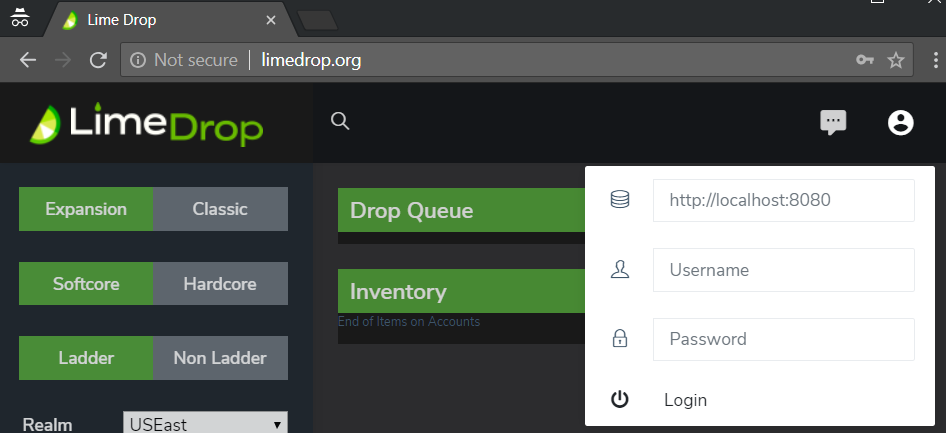 Lime Drop
Not secure | limedrop.org
LimeDrop
Expansion Classic
Softcore Hardcore
Ladder Non Ladder
Realm USEast
Drop Queue
Inventory
End of Items on Accounts
http://localhost:8080
Username
Password
Login